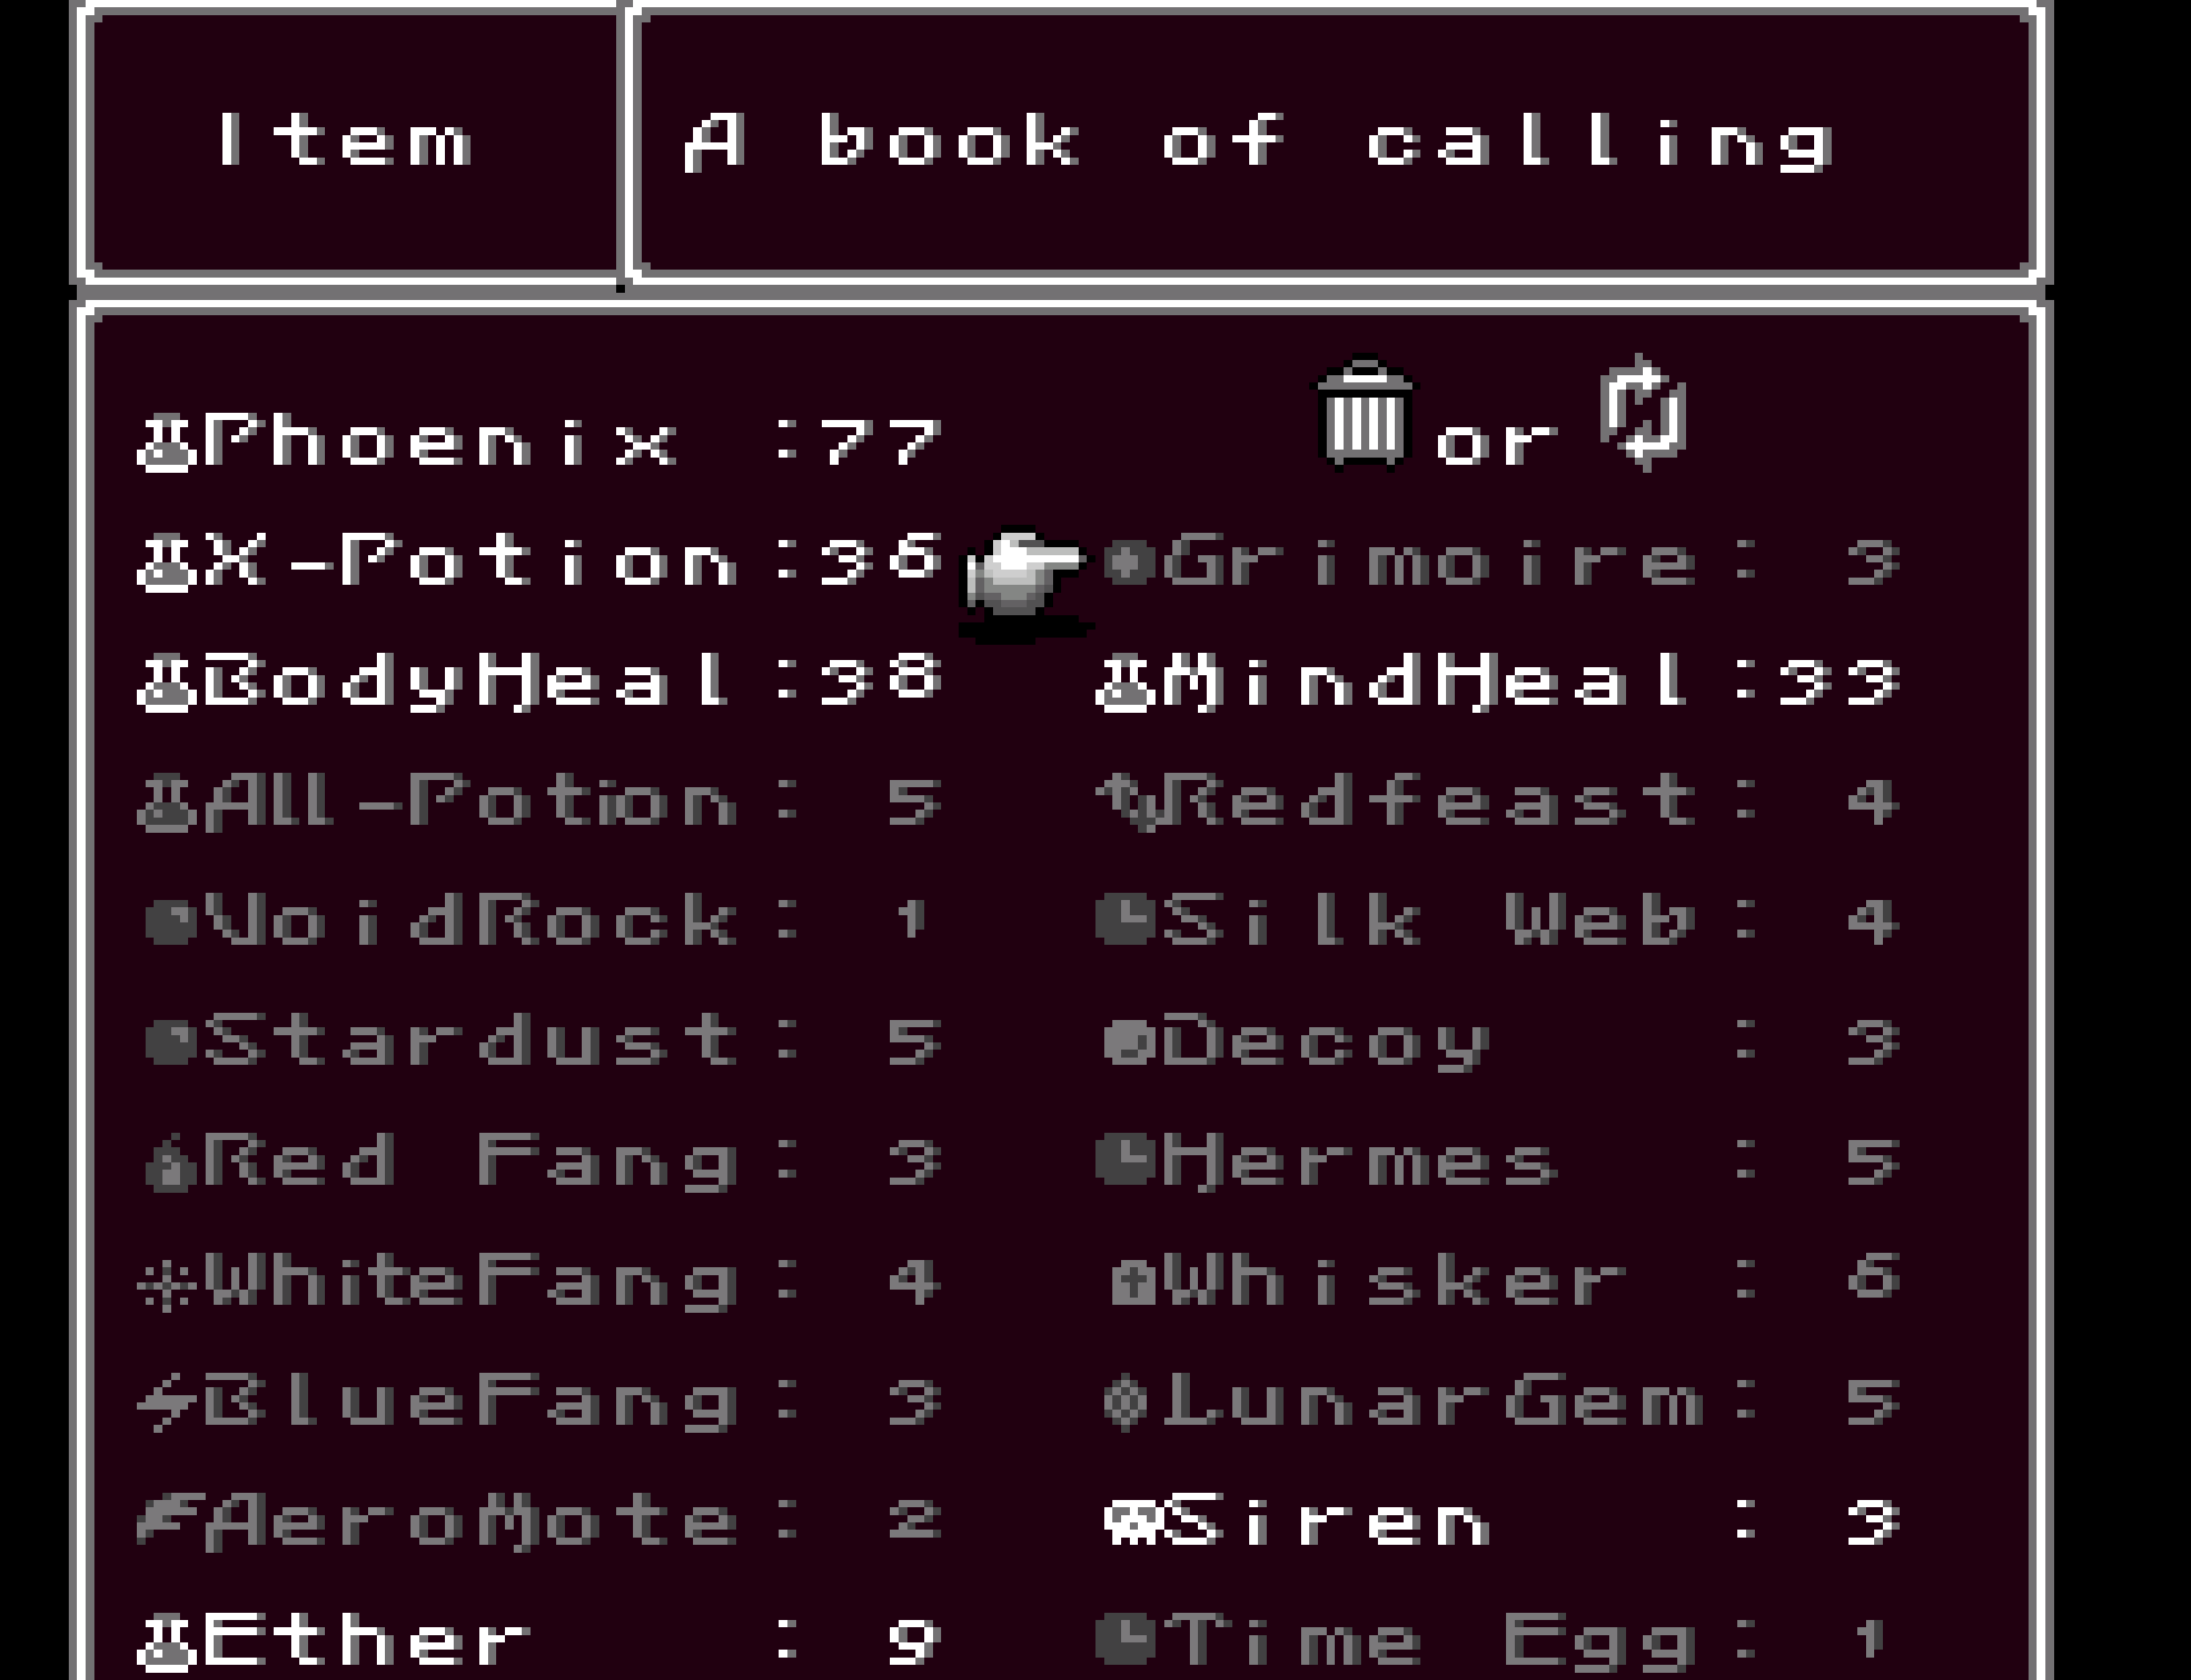 Item
A book of calling
Phoenix :77 or
X-Potion:36 Grimoire: 3
BodyHeal:38 MindHeal:33
All-Potion: 5 Redfeast: 4
VoidRock: 1 Silk Web: 4
Stardust: 5 Decoy : 3
Red Fang: 3 Hermes : 5
WhiteFang: 4 Whisker : 6
BlueFang: 3 LunarGem: 5
AeroMote: 2 Siren : 3
Ether : 9 Time Egg: 1